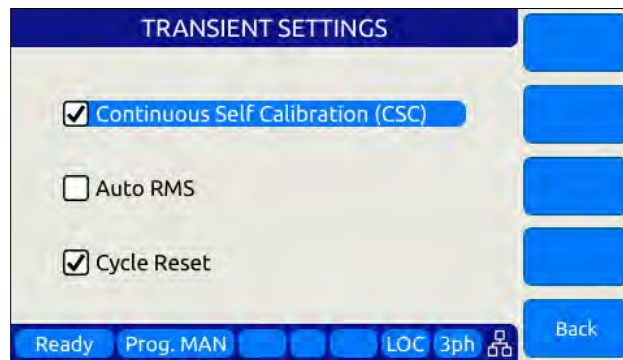 TRANSIENT SETTINGS
Continuous Self Calibration (CSC)
Auto RMS
Cycle Reset
Back
Ready Prog. MAN LOC 3ph